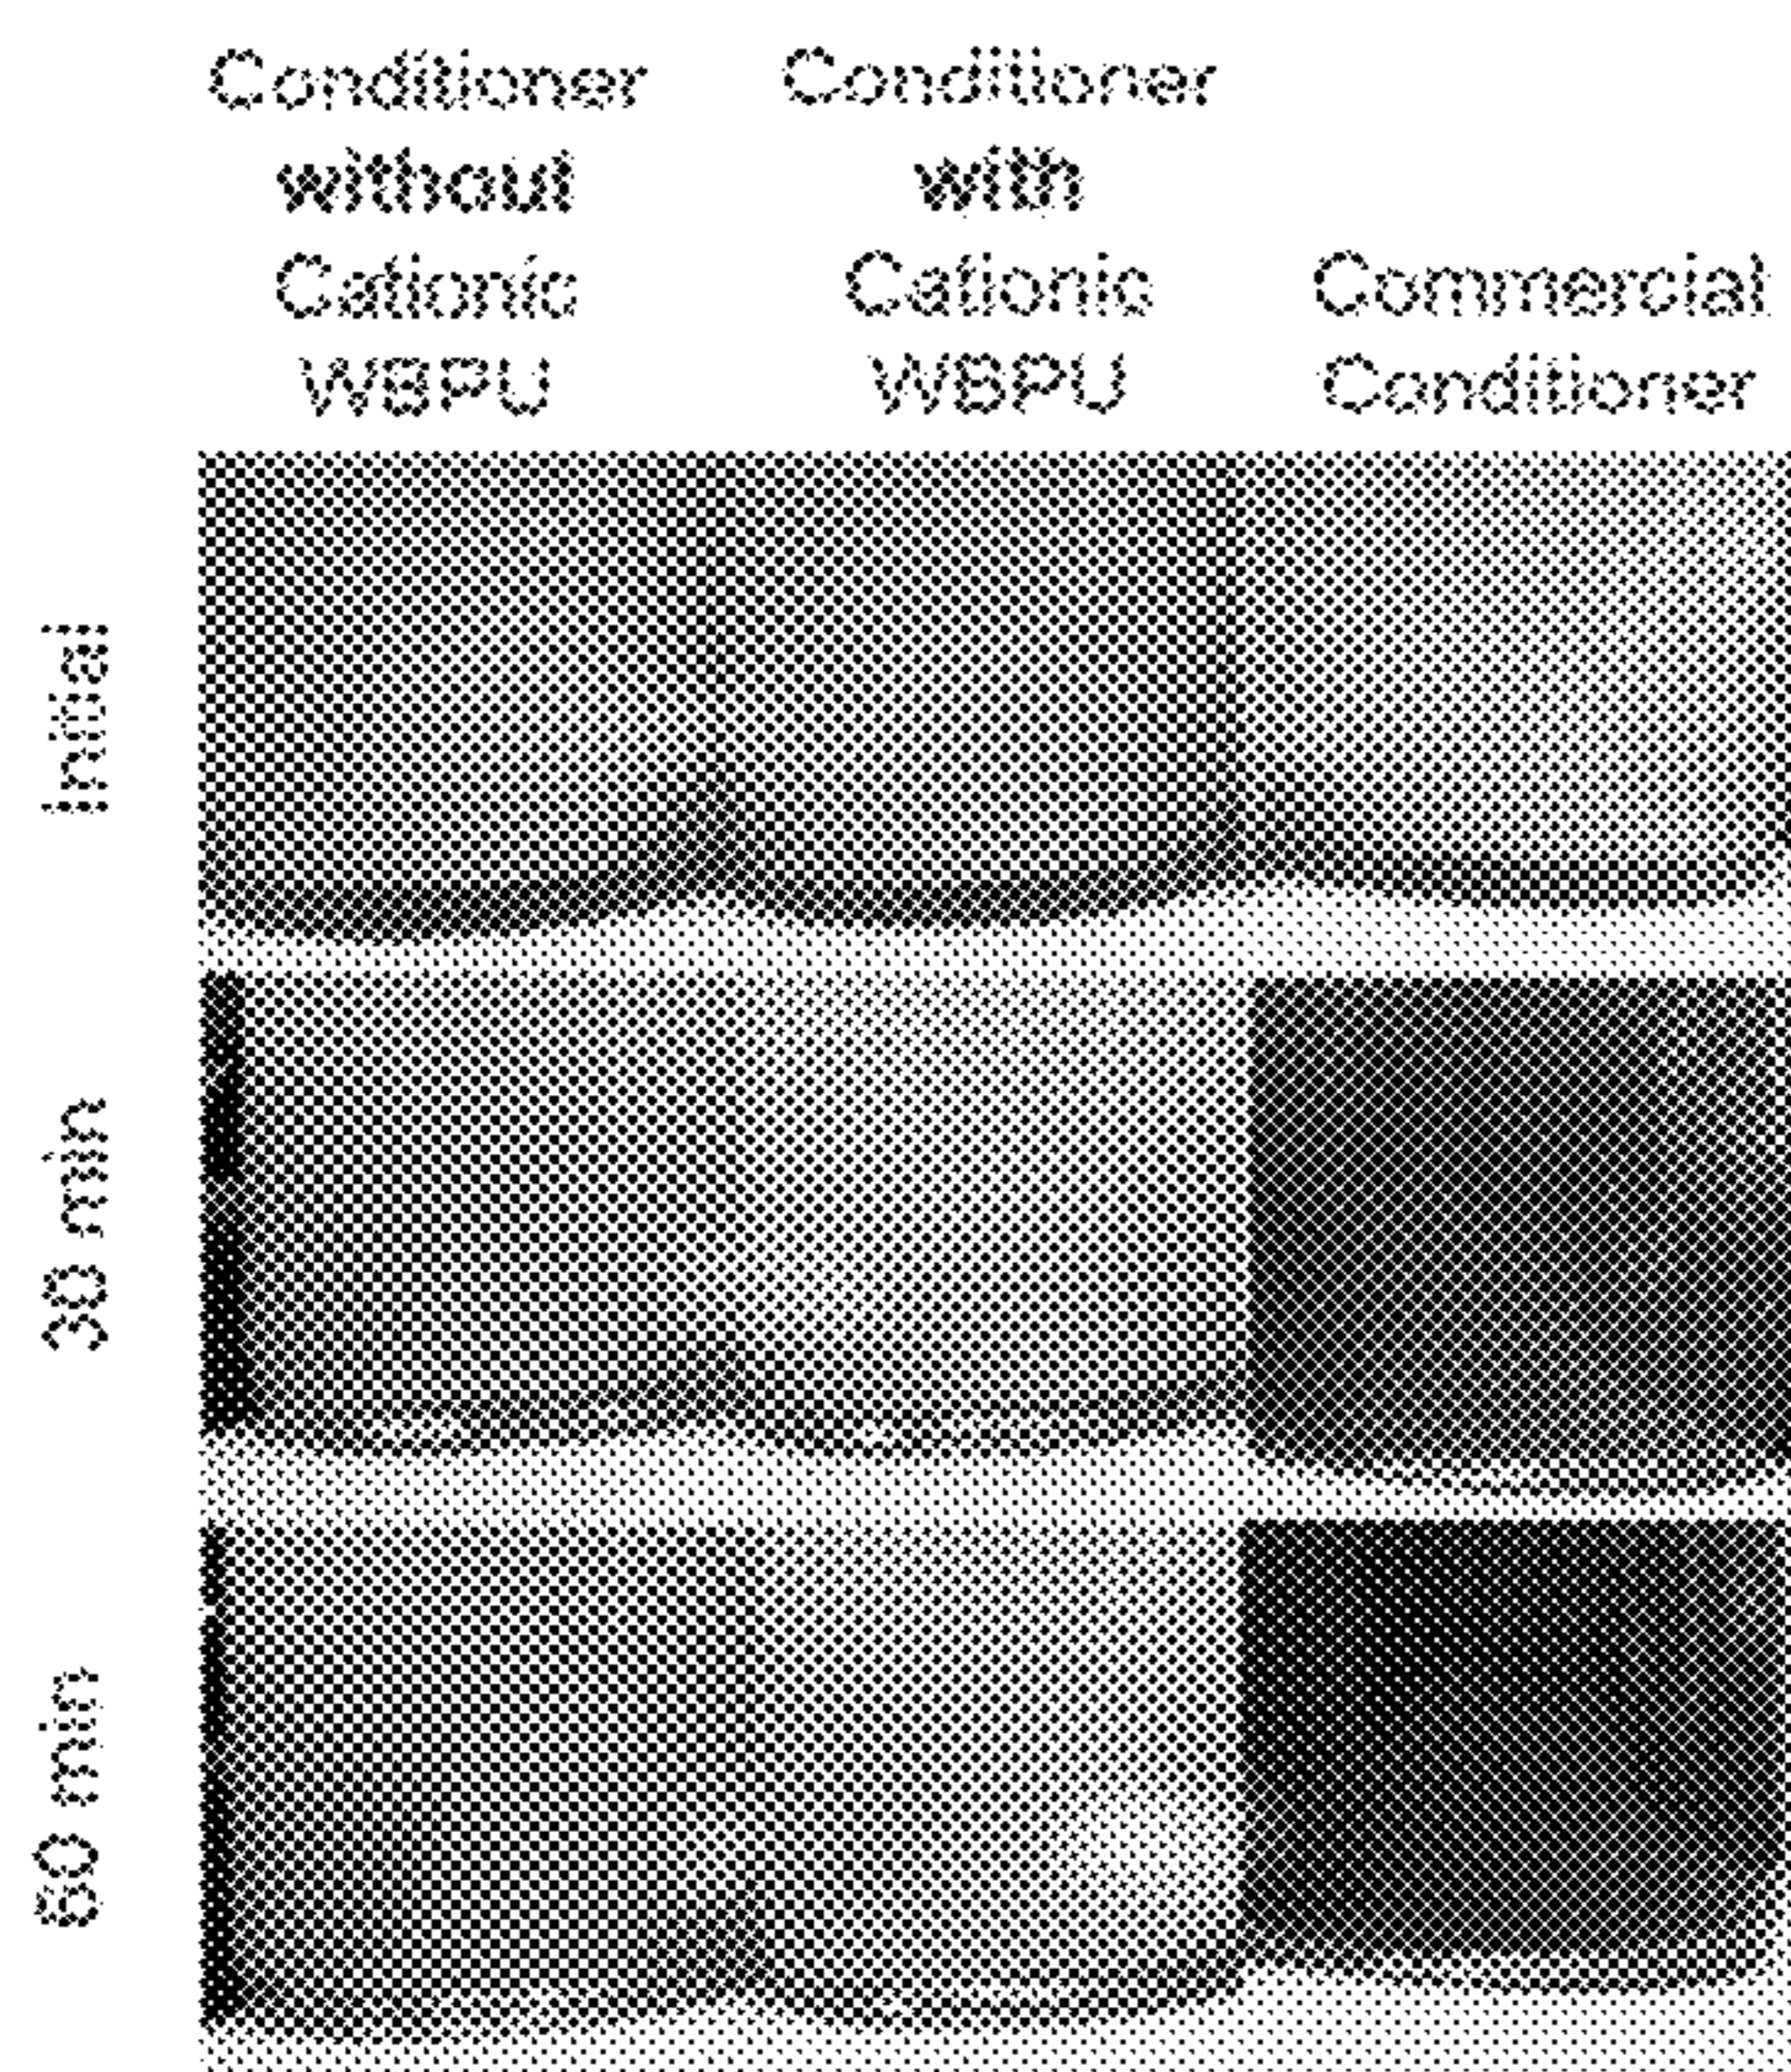 Conditioner
without
Cationic
WBPU
Conditioner
with
Cationic
WBPU
Commercial
Conditioner
Initial
30 min
60 min